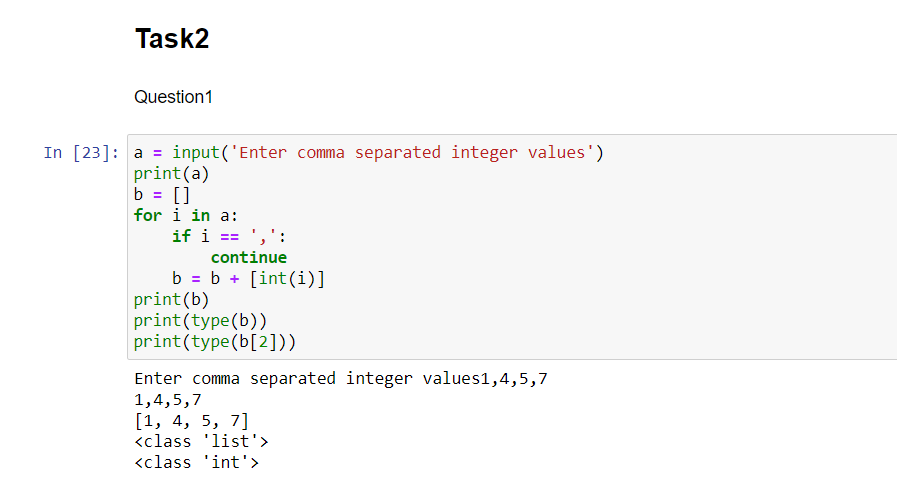 Task2
Question1
In [23]: a = input('Enter comma separated integer values')
print(a)
b = []
for i in a:
    if i == ',':
        continue
    b = b + [int(i)]
print(b)
print(type(b))
print(type(b[2]))
Enter comma separated integer values1,4,5,7
1,4,5,7
[1, 4, 5, 7]
<class 'list'>
<class 'int'>